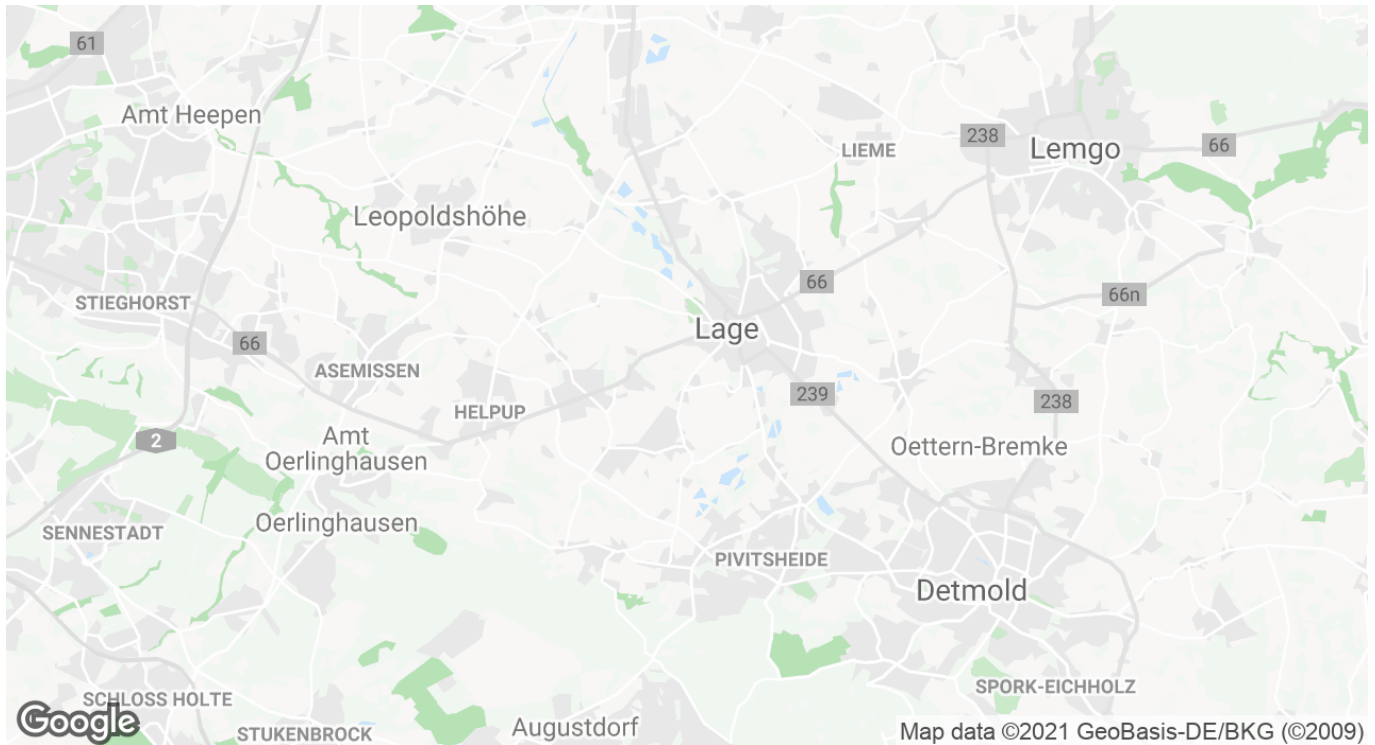 61
Amt Heepen
238
Lemgo
66
LIEME
Leopoldshöhe
66
66n
STIEGHORST
Lage
66
ASEMISSEN
239
238
HELPUP
2
Amt
Oerlinghausen
Oettern-Bremke
Oerlinghausen
SENNESTADT
PIVITSHEIDE
Detmold
SPORK-EICHHOLZ
SCHLOSS HOLTE
Google
STUKENBROCK
Augustdorf
Map data ©2021 GeoBasis-DE/BKG (©2009)